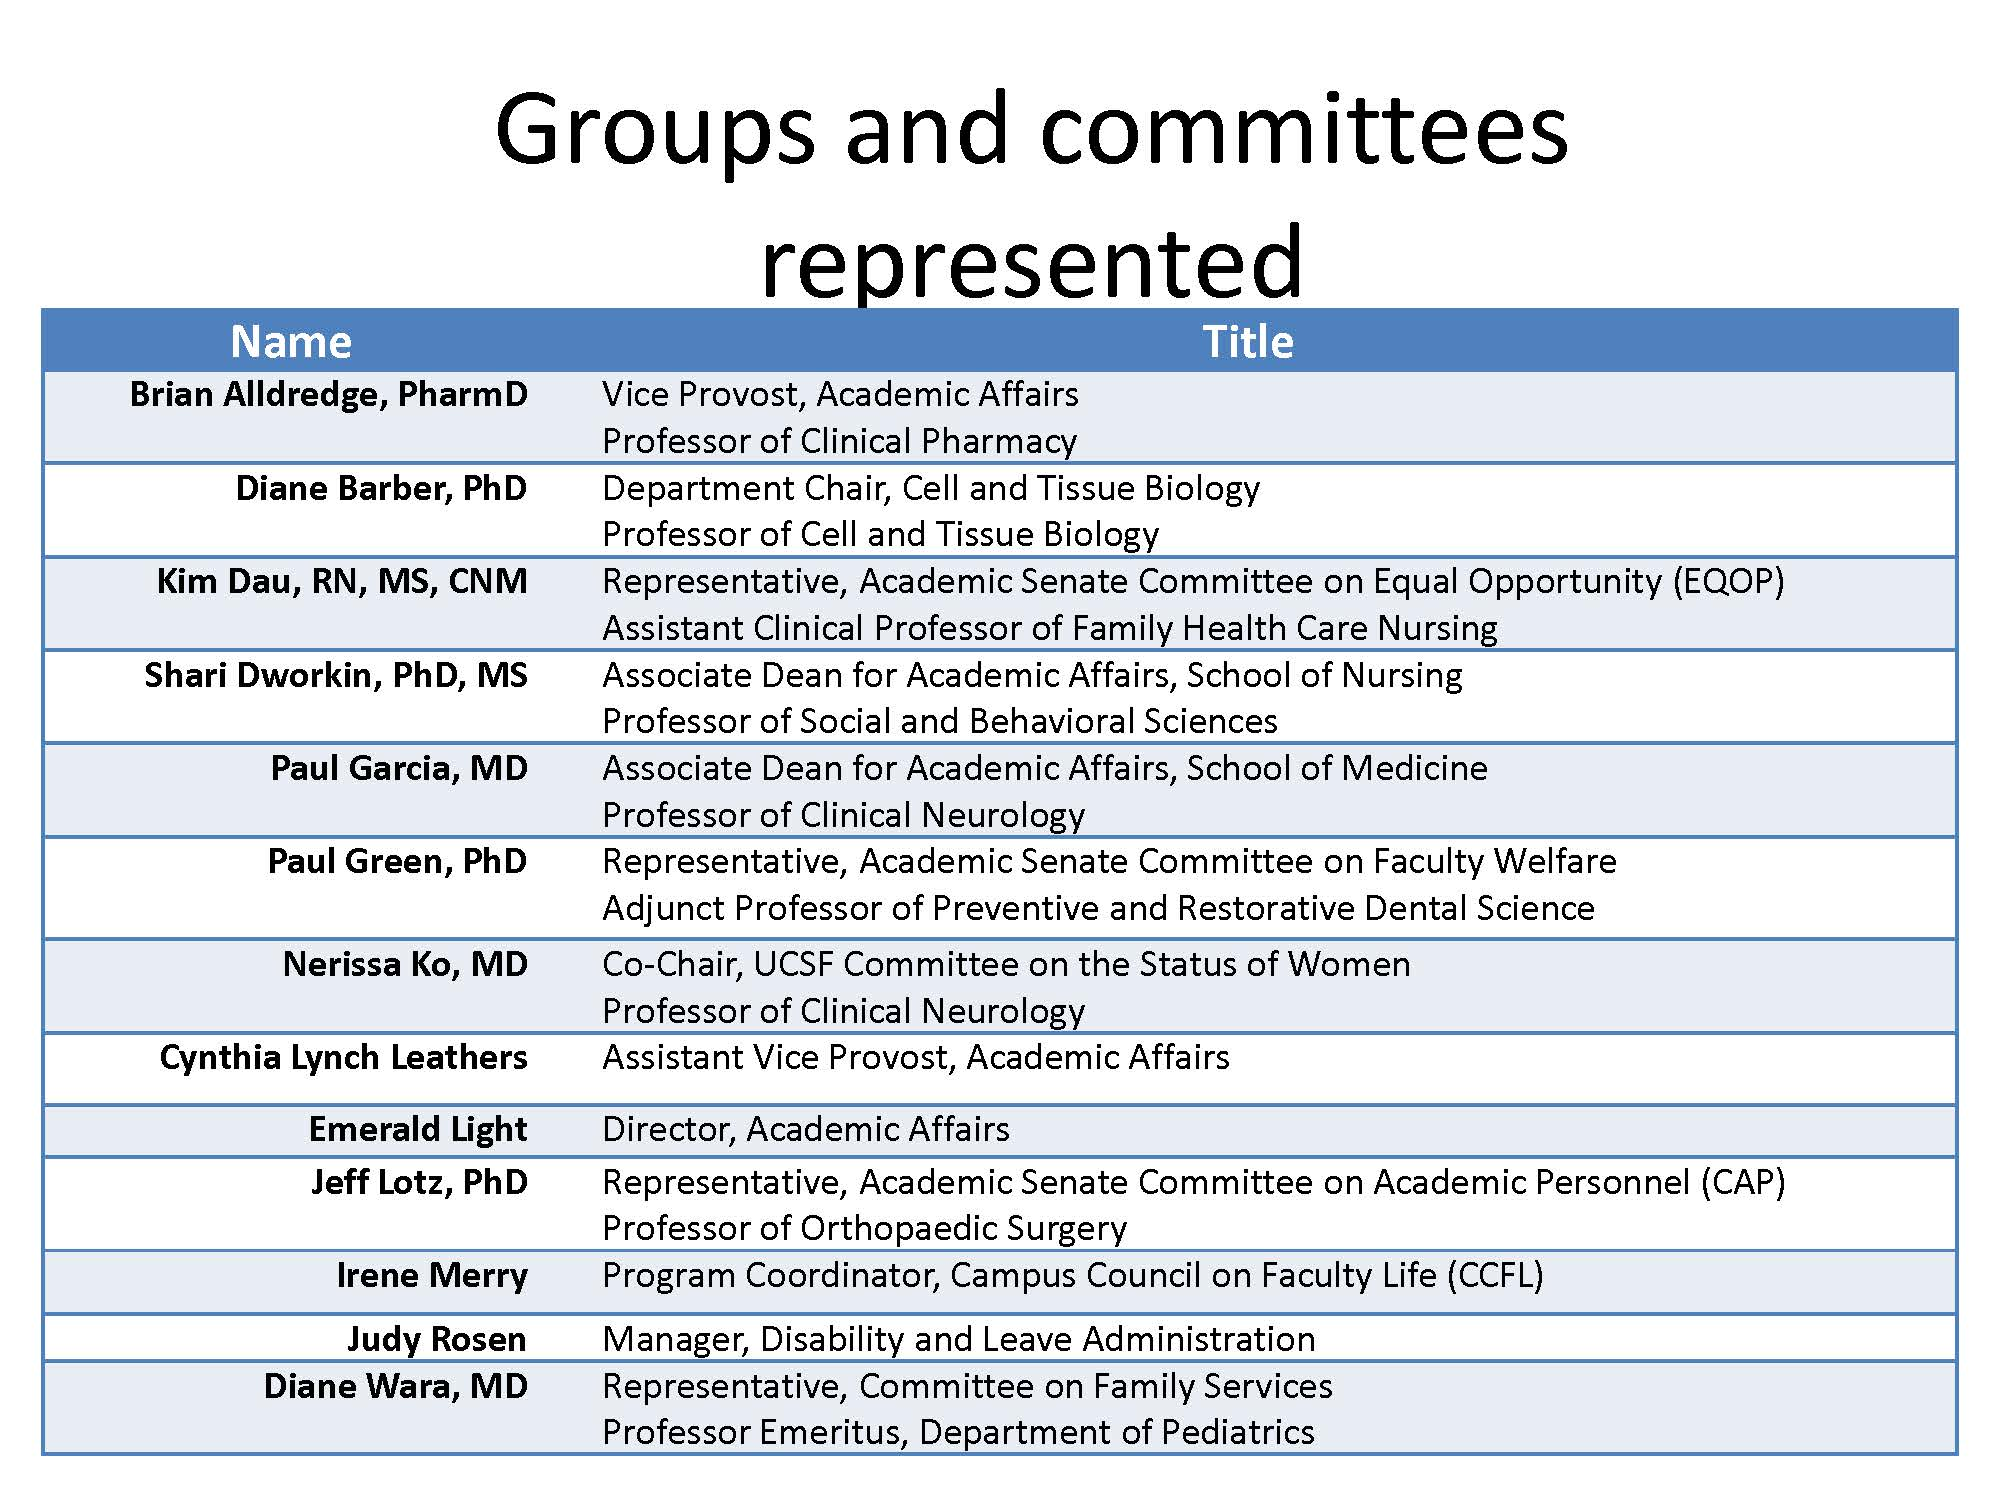 Groups and committees
represented
Name Title
Brian Alldredge, PharmD Vice Provost, Academic Affairs
Professor of Clinical Pharmacy
Diane Barber, PhD Department Chair, Cell and Tissue Biology
Professor of Cell and Tissue Biology
Kim Dau, RN, MS, CNM Representative, Academic Senate Committee on Equal Opportunity (EQOP)
Assistant Clinical Professor of Family Health Care Nursing
Shari Dworkin, PhD, MS Associate Dean for Academic Affairs, School of Nursing
Professor of Social and Behavioral Sciences
Paul Garcia, MD Associate Dean for Academic Affairs, School of Medicine
Professor of Clinical Neurology
Paul Green, PhD Representative, Academic Senate Committee on Faculty Welfare
Adjunct Professor of Preventive and Restorative Dental Science
Nerissa Ko, MD Co-Chair, UCSF Committee on the Status of Women
Professor of Clinical Neurology
Cynthia Lynch Leathers Assistant Vice Provost, Academic Affairs
Emerald Light Director, Academic Affairs
Jeff Lotz, PhD Representative, Academic Senate Committee on Academic Personnel (CAP)
Professor of Orthopaedic Surgery
Irene Merry Program Coordinator, Campus Council on Faculty Life (CCFL)
Judy Rosen Manager, Disability and Leave Administration
Diane Wara, MD Representative, Committee on Family Services
Professor Emeritus, Department of Pediatrics